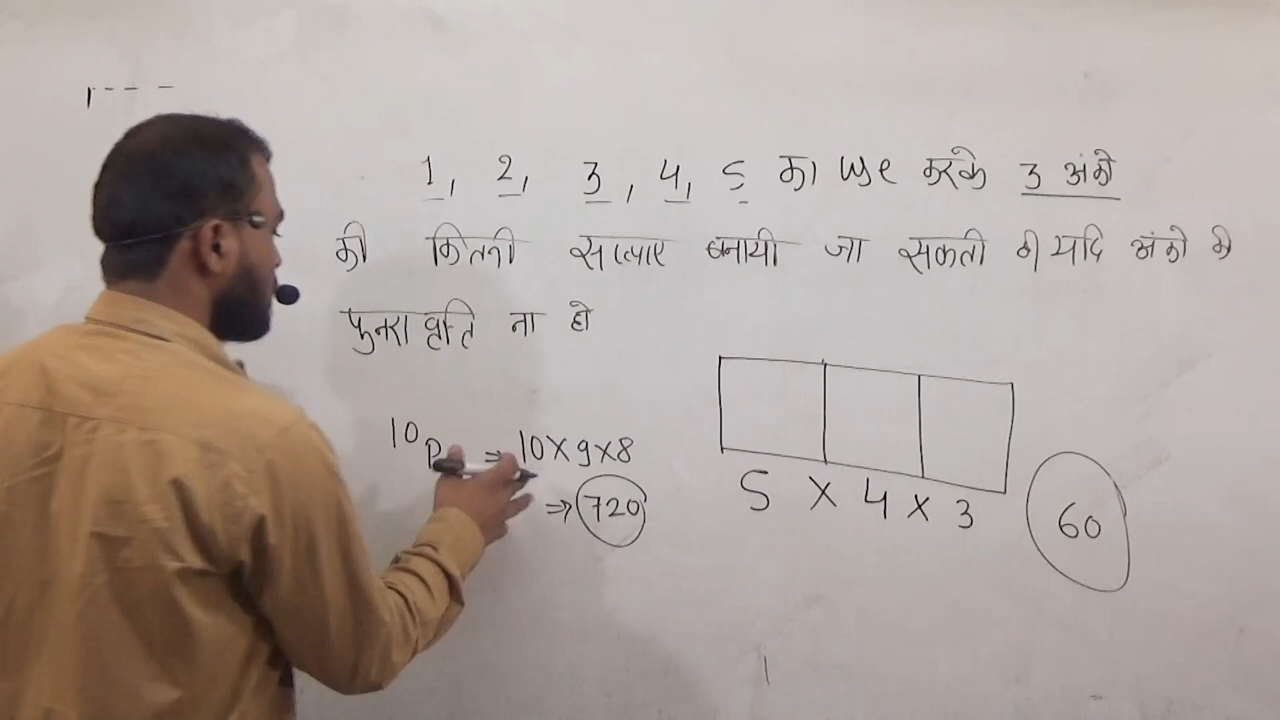 1, 2, 3, 4, 5 का use करके 3 अंको
की कितनी सख्याए बनायी जा सकती है यदि अंको की
पुनरावृति ना हो
10P ⇒ 10×9×8
⇒ 720
5 × 4 × 3
60